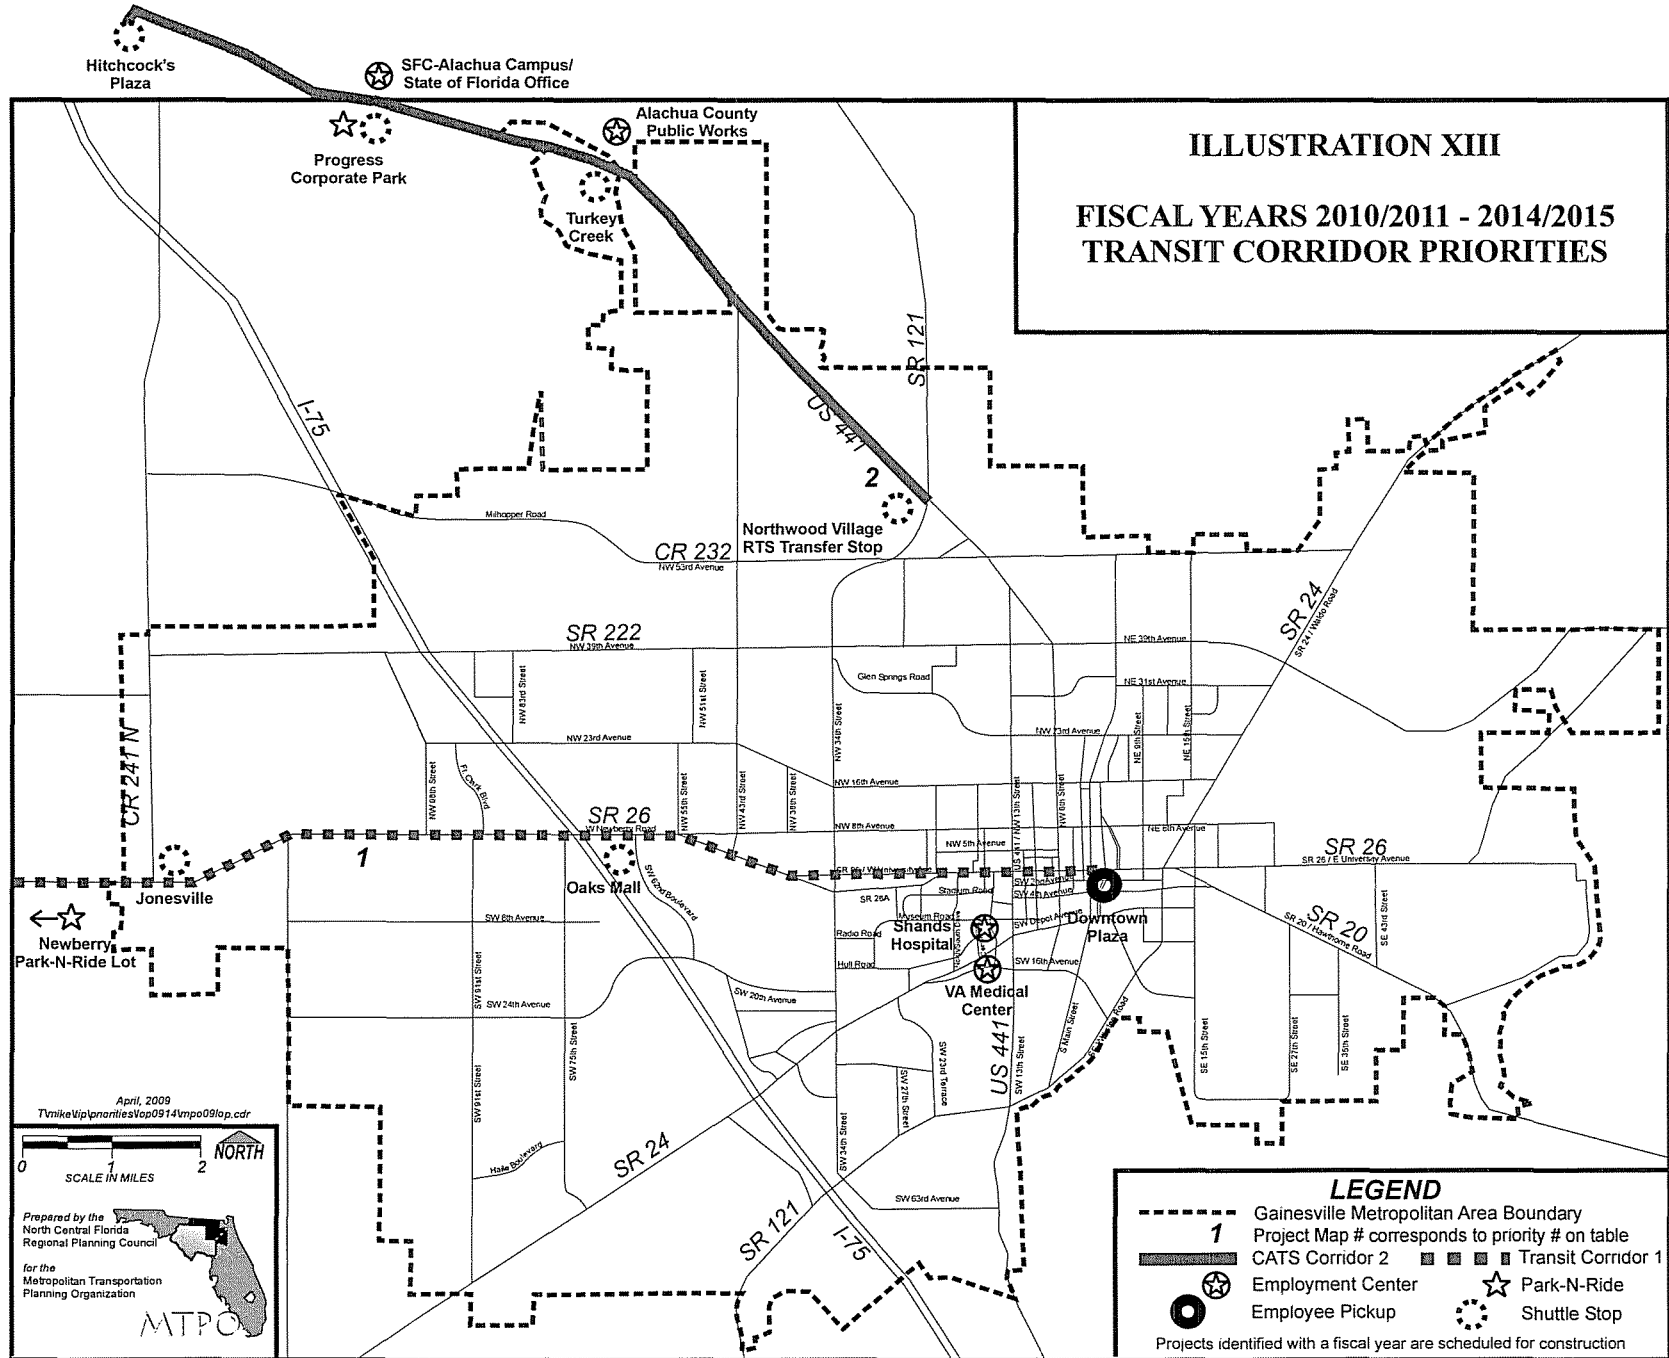 Hitchcock's
Plaza
SFC-Alachua Campus/
State of Florida Office
Alachua County
Public Works
Progress
Corporate Park
Turkey
Creek
ILLUSTRATION XIII
FISCAL YEARS 2010/2011 - 2014/2015
TRANSIT CORRIDOR PRIORITIES
SR 121
I-75
US 441
2
Northwood Village
RTS Transfer Stop
Milhopper Road
CR 232
NW 53rd Avenue
SR 24
SR 24 / Waldo Road
SR 222
NW 39th Avenue
NE 39th Avenue
Glen Springs Road
NE 31st Avenue
NW 83rd Street
NW 51st Street
NW 34th Street
NE 9th Street
NE 15th Street
NW 23rd Avenue
NW 23rd Avenue
CR 241 N
NW 98th Street
Ft. Clark Blvd
NW 55th Street
NW 43rd Street
NW 38th Street
NW 16th Avenue
US 441 / NW 13th Street
NW 6th Street
SR 26
W Newberry Road
NW 8th Avenue
NE 8th Avenue
1
NW 5th Avenue
SR 26
SR 26 / E University Avenue
Oaks Mall
Jonesville
SW 62nd Boulevard
SR 26A
Stadium Road
SW 2nd Avenue
SW 4th Avenue
Newberry
Park-N-Ride Lot
SW 8th Avenue
Museum Road
Radio Road
Shands
Hospital
SW Depot Avenue
Downtown
Plaza
SR 20
SR 20 / Hawthorne Road
SE 43rd Street
Hull Road
SW 16th Avenue
SW 91st Street
SW 24th Avenue
SW 20th Avenue
VA Medical
Center
SW 75th Street
US 441
SW 13th Street
S Main Street
SE 15th Street
SE 27th Street
SE 35th Street
SW 23rd Terrace
SW 27th Street
SW 91st Street
SW 34th Street
Haile Boulevard
SR 24
SW 63rd Avenue
SR 121
I-75
April, 2009
T\mike\tip\priorities\lop0914\mpo09lop.cdr
0 1 2
SCALE IN MILES
NORTH
Prepared by the
North Central Florida
Regional Planning Council
for the
Metropolitan Transportation
Planning Organization
MTPO
LEGEND
Gainesville Metropolitan Area Boundary
1 Project Map # corresponds to priority # on table
CATS Corridor 2 Transit Corridor 1
Employment Center Park-N-Ride
Employee Pickup Shuttle Stop
Projects identified with a fiscal year are scheduled for construction